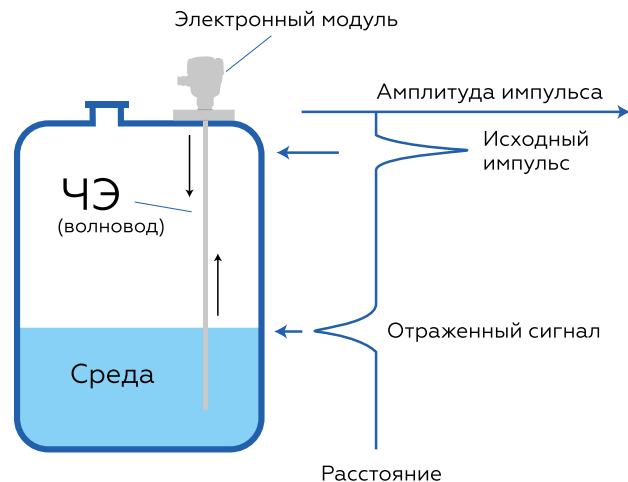 Электронный модуль
Амплитуда импульса
Исходный
импульс
ЧЭ
(волновод)
Отраженный сигнал
Среда
Расстояние